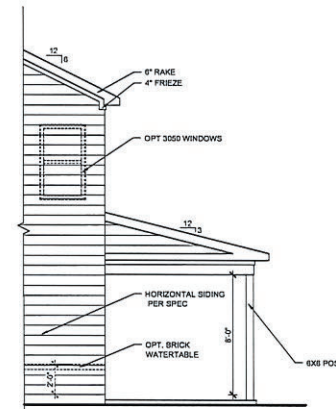 12
6
6" RAKE
4" FRIEZE
OPT 3050 WINDOWS
12
3
HORIZONTAL SIDING
PER SPEC
8'-0"
OPT. BRICK
WATERTABLE
2'-0"
6X6 POS